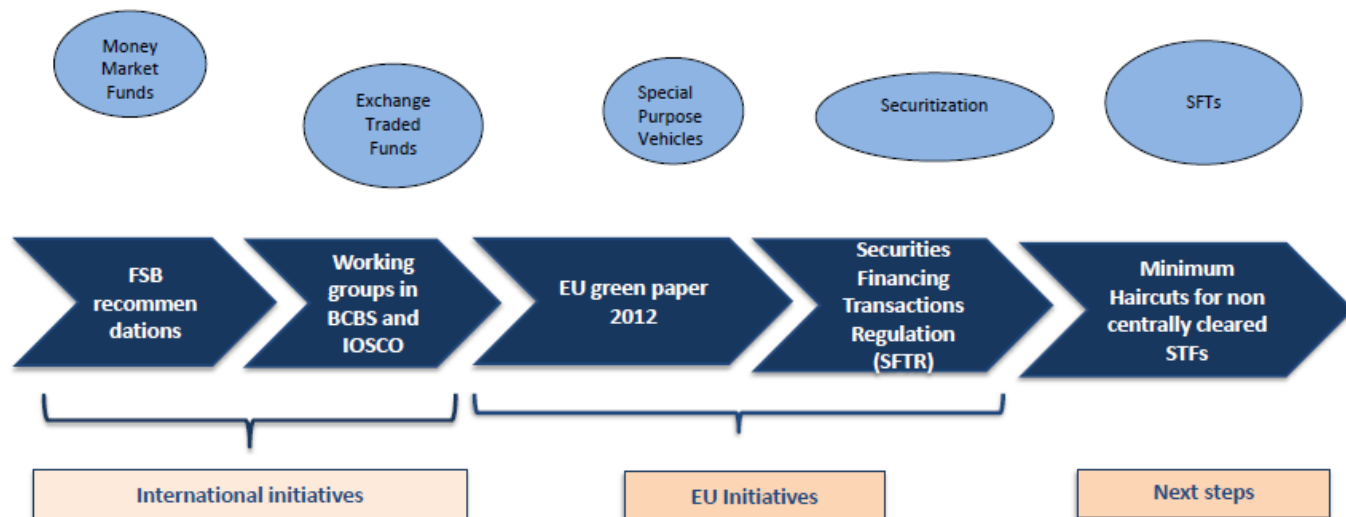 Money
Market
Funds
Exchange
Traded
Funds
Special
Purpose
Vehicles
Securitization
SFTs
FSB
recommen
dations
Working
groups in
BCBS and
IOSCO
EU green paper
2012
Securities
Financing
Transactions
Regulation
(SFTR)
Minimum
Haircuts for non
centrally cleared
STFs
International initiatives
EU Initiatives
Next steps